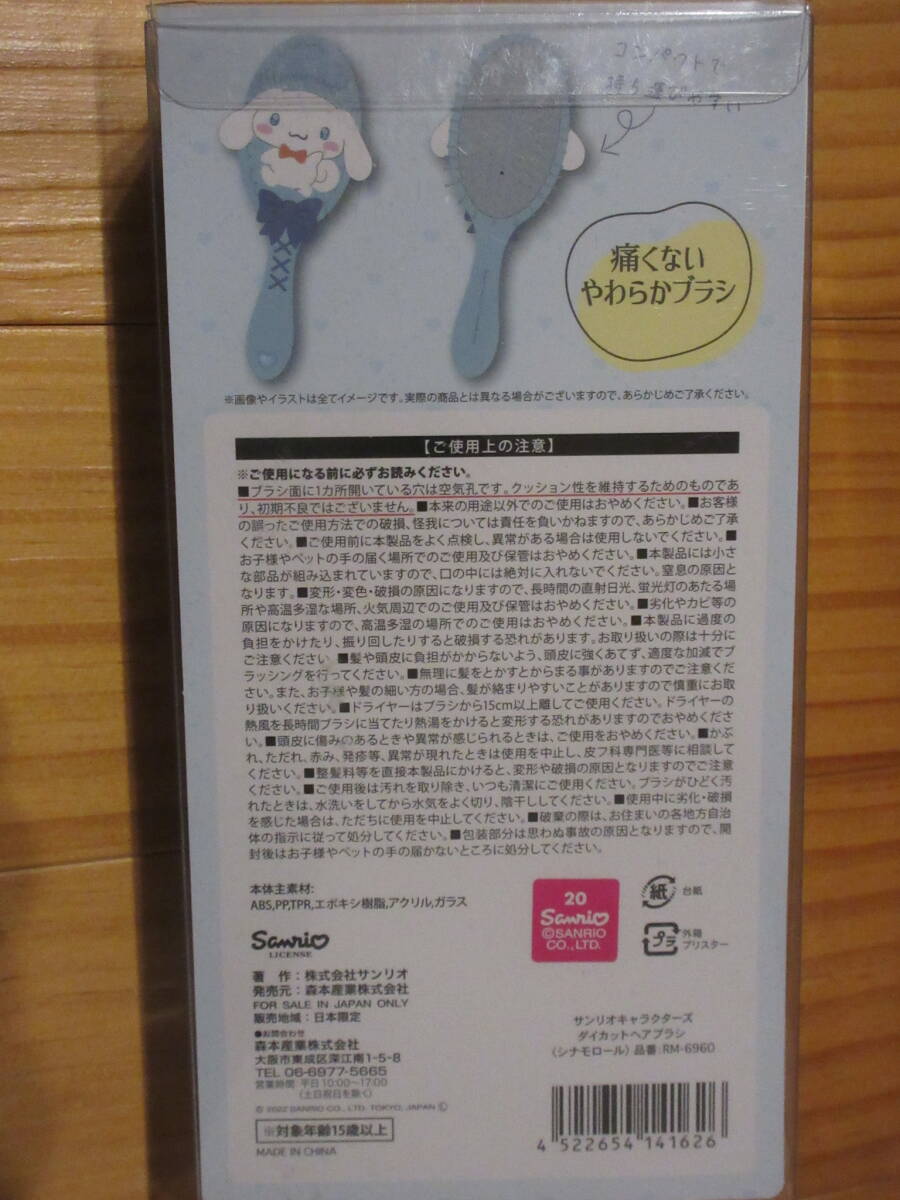 コンパクトで
持ち運びやすい
痛くない
やわらかブラシ
※画像やイラストは全てイメージです。実際の商品とは異なる場合がございますので、あらかじめご了承ください。
【ご使用上の注意】
※ご使用になる前に必ずお読みください。
■ブラシ面に1カ所開いている穴は空気孔です。クッション性を維持するためのものであ
り、初期不良ではございません。■本来の用途以外でのご使用はおやめください。■お客様
の誤ったご使用方法での破損、怪我については責任を負いかねますので、あらかじめご了承
ください。■ご使用前に本製品をよく点検し、異常がある場合は使用しないでください。■
お子様やペットの手の届く場所でのご使用及び保管はおやめください。■本製品には小さ
な部品が組み込まれていますので、口の中には絶対に入れないでください。窒息の原因と
なります。■変形・変色・破損の原因になりますので、長時間の直射日光、蛍光灯のあたる場
所や高温多湿な場所、火気周辺でのご使用及び保管はおやめください。■劣化やカビ等の
原因になりますので、高温多湿の場所でのご使用はおやめください。■本製品に過度の
負担をかけたり、振り回したりすると破損する恐れがあります。お取り扱いの際は十分に
ご注意ください ■髪や頭皮に負担がかからないよう、頭皮に強くあてず、適度な加減でブ
ラッシングを行ってください。■無理に髪をとかすとからまる事がありますのでご注意くだ
さい。また、お子様や髪の細い方の場合、髪が絡まりやすいことがありますので慎重にお取
り扱いください。■ドライヤーはブラシから15cm以上離してご使用ください。ドライヤーの
熱風を長時間ブラシに当てたり熱湯をかけると変形する恐れがありますのでおやめくださ
い。■頭皮に傷みのあるときや異常が感じられるときは、ご使用をおやめください。■かぶ
れ、ただれ、赤み、発疹等、異常が現れたときは使用を中止し、皮フ科専門医等に相談して
ください。■整髪料等を直接本製品にかけると、変形や破損の原因となりますのでご注意
ください。■ご使用後は汚れを取り除き、いつも清潔にご使用ください。ブラシがひどく汚
れたときは、水洗いをしてから水気をよく切り、陰干ししてください。■使用中に劣化・破損
を感じた場合は、ただちに使用を中止してください。■破棄の際は、お住まいの各地方自治
体の指示に従って処分してください。■包装部分は思わぬ事故の原因となりますので、開
封後はお子様やペットの手の届かないところに処分してください。
本体主素材:
ABS,PP,TPR,エポキシ樹脂,アクリル,ガラス
20
Sanrio
©SANRIO
CO.,LTD.
紙 台紙
プラ 外箱
ブリスター
Sanrio
LICENSE
著 作：株式会社サンリオ
発売元：森本産業株式会社
FOR SALE IN JAPAN ONLY
販売地域：日本限定
●お問合わせ
森本産業株式会社
大阪市東成区深江南1-5-8
TEL 06-6977-5665
営業時間 平日10:00～17:00
（土日祝日を除く）
© 2022 SANRIO CO., LTD. TOKYO, JAPAN Ⓛ
※対象年齢15歳以上
MADE IN CHINA
サンリオキャラクターズ
ダイカットヘアブラシ
（シナモロール）品番：RM-6960
4 522654 141626